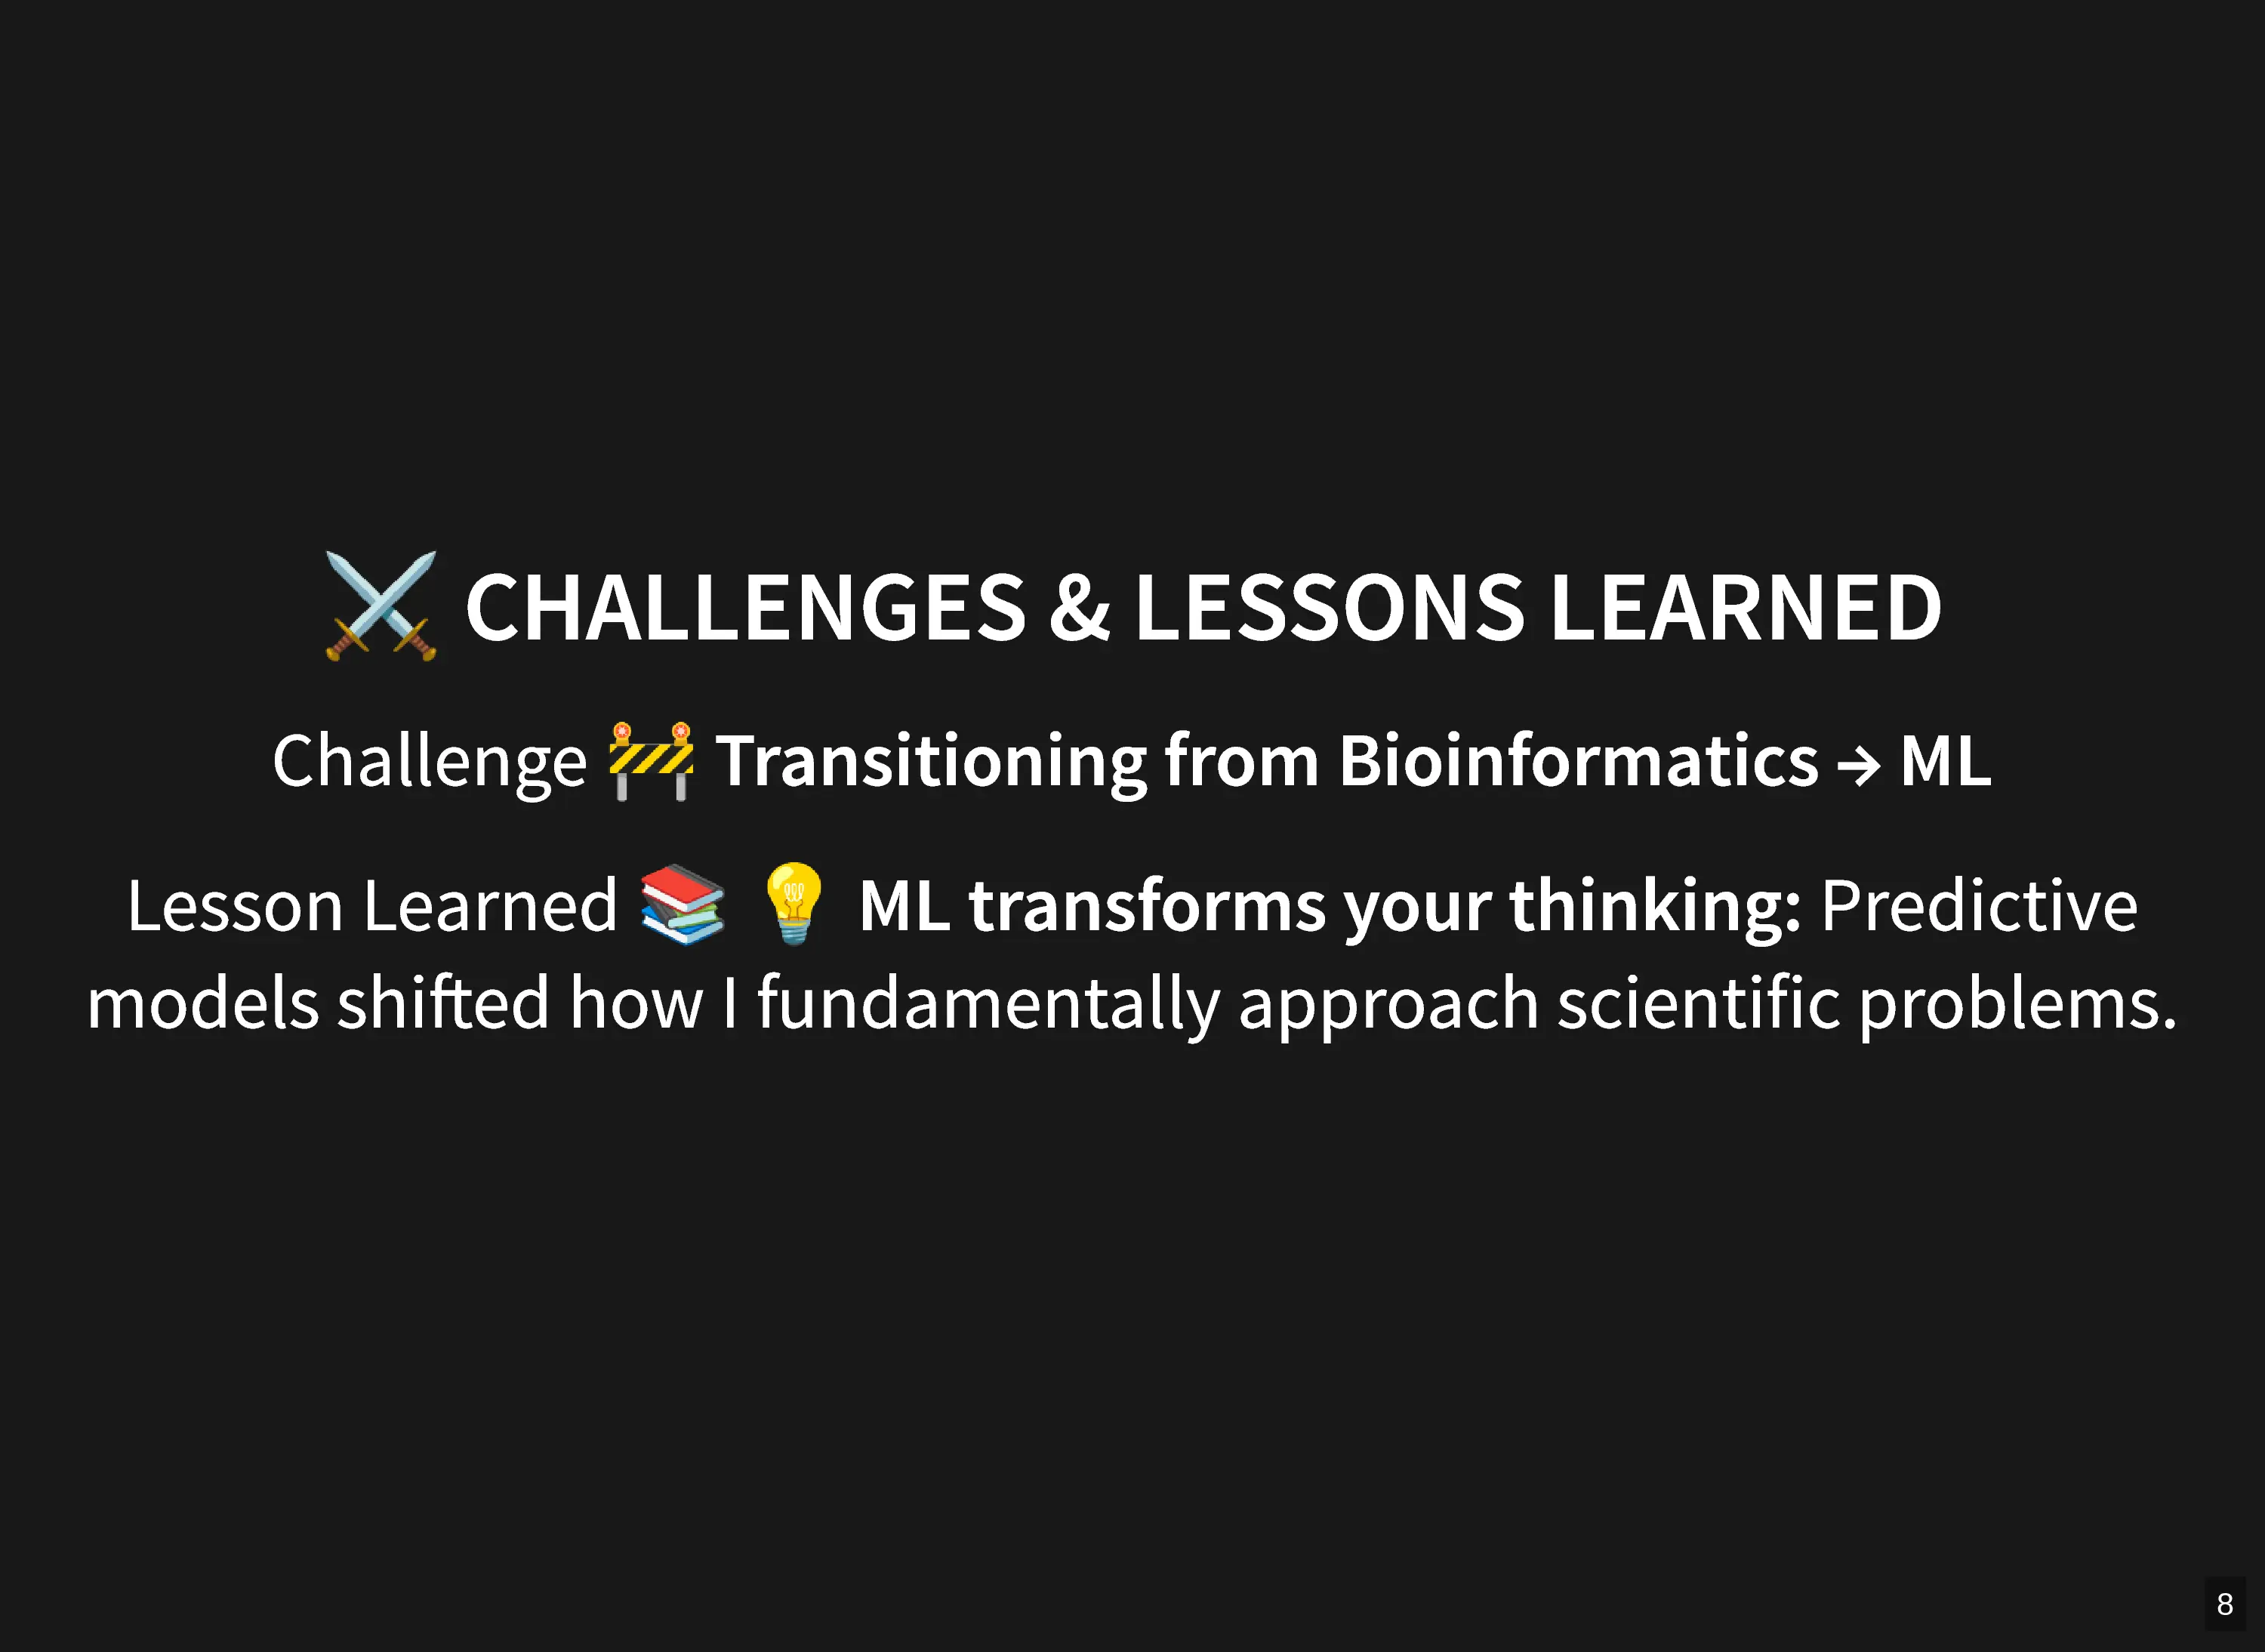 ⚔️ CHALLENGES & LESSONS LEARNED
Challenge 🚧 Transitioning from Bioinformatics → ML
Lesson Learned 📚 💡 ML transforms your thinking: Predictive
models shifted how I fundamentally approach scientific problems.
8